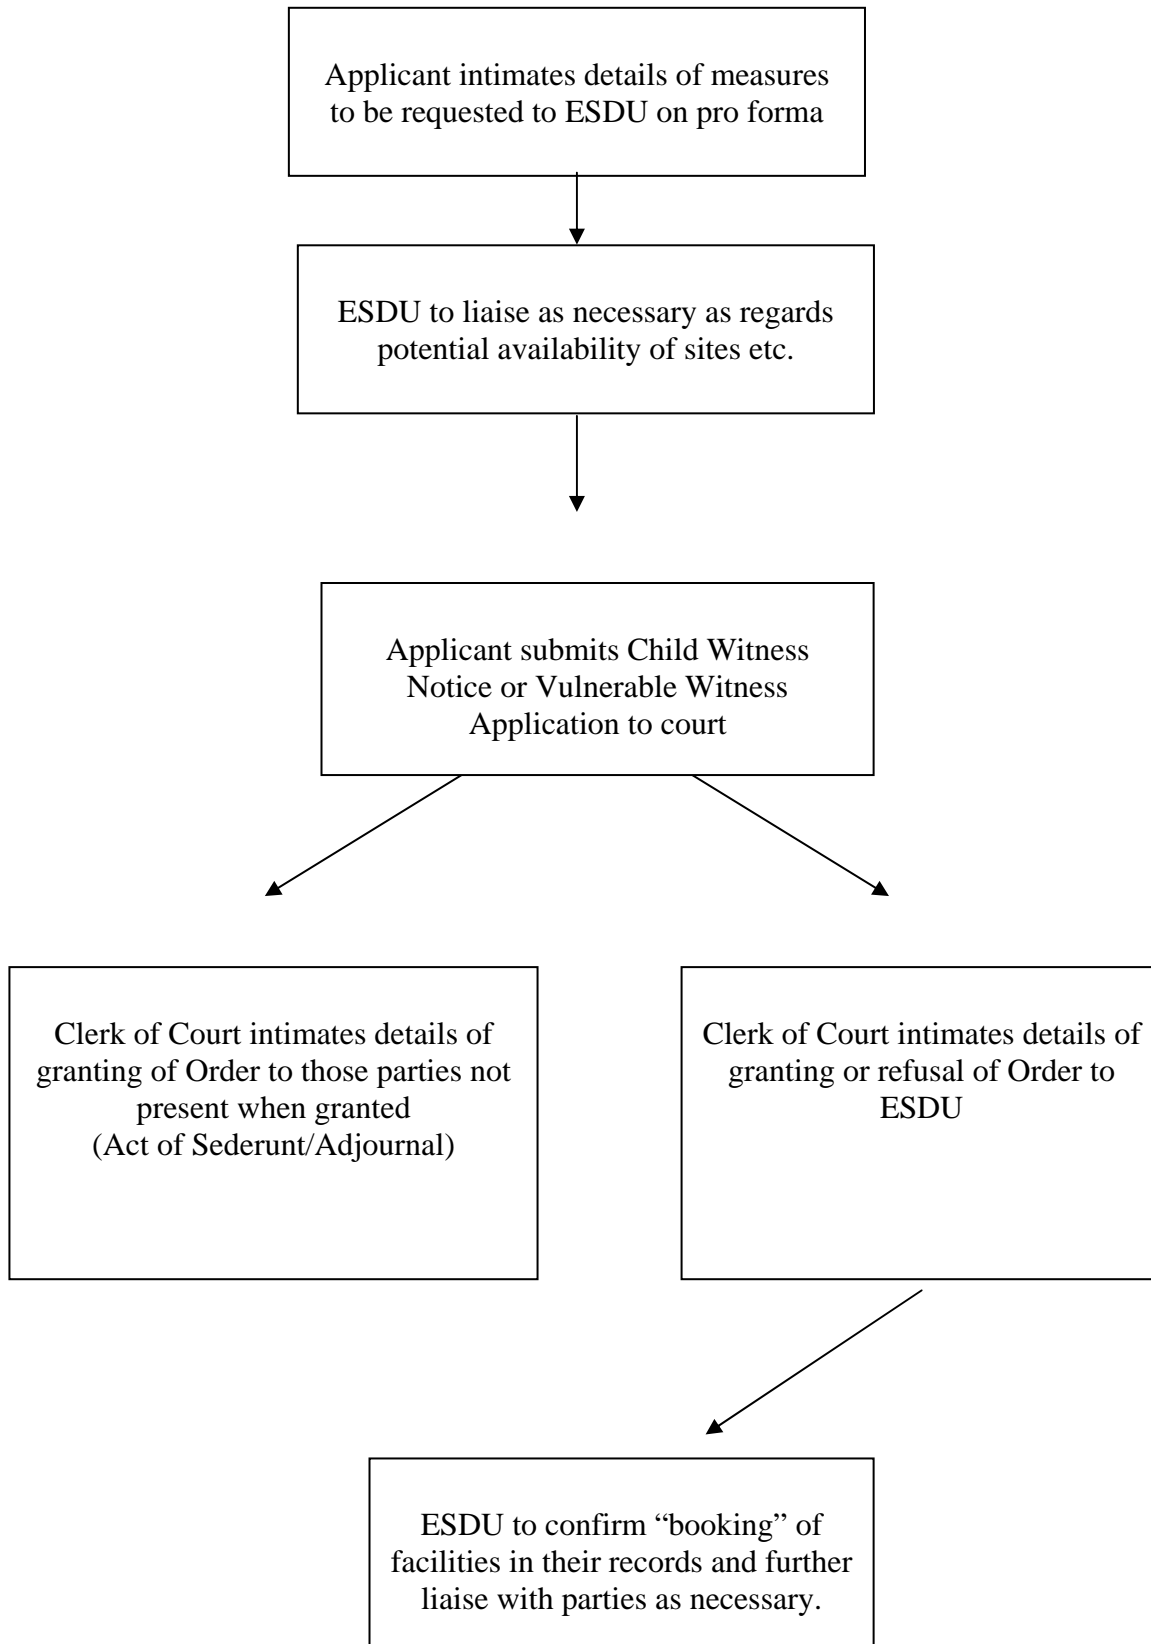 Applicant intimates details of measures
to be requested to ESDU on pro forma
ESDU to liaise as necessary as regards
potential availability of sites etc.
Applicant submits Child Witness
Notice or Vulnerable Witness
Application to court
Clerk of Court intimates details of
granting of Order to those parties not
present when granted
(Act of Sederunt/Adjournal)
Clerk of Court intimates details of
granting or refusal of Order to
ESDU
ESDU to confirm “booking” of
facilities in their records and further
liaise with parties as necessary.